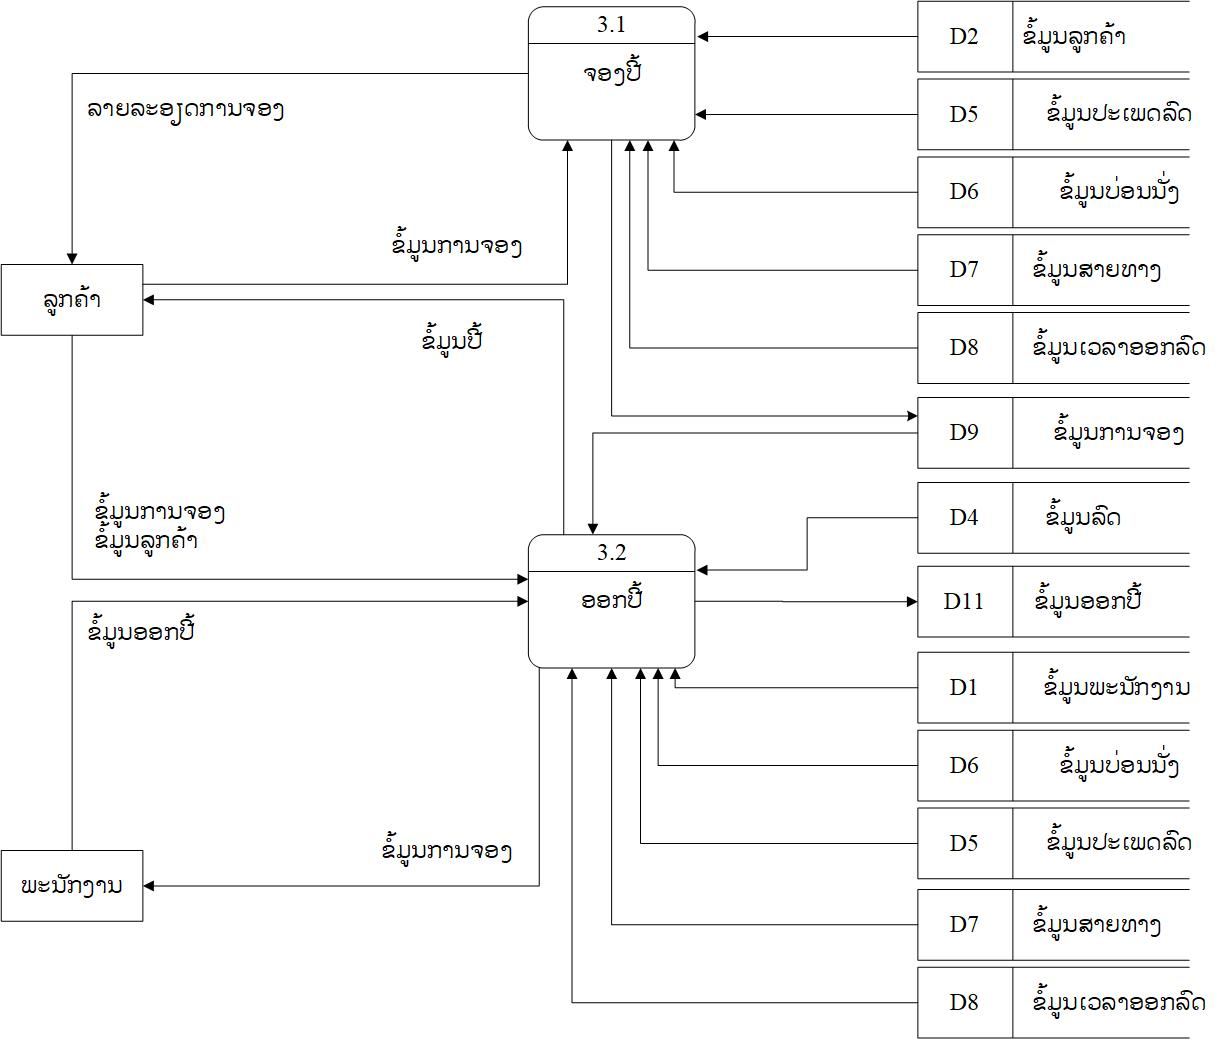 3.1
ຈອງປີ້
D2 ຂໍ້ມູນລູກຄ້າ
D5 ຂໍ້ມູນປະເພດລົດ
D6 ຂໍ້ມູນບ່ອນນັ່ງ
D7 ຂໍ້ມູນສາຍທາງ
D8 ຂໍ້ມູນເວລາອອກລົດ
D9 ຂໍ້ມູນການຈອງ
D4 ຂໍ້ມູນລົດ
D11 ຂໍ້ມູນອອກປີ້
D1 ຂໍ້ມູນພະນັກງານ
D6 ຂໍ້ມູນບ່ອນນັ່ງ
D5 ຂໍ້ມູນປະເພດລົດ
D7 ຂໍ້ມູນສາຍທາງ
D8 ຂໍ້ມູນເວລາອອກລົດ
ລາຍລະອຽດການຈອງ
ຂໍ້ມູນການຈອງ
ລູກຄ້າ
ຂໍ້ມູນປີ້
ຂໍ້ມູນການຈອງ
ຂໍ້ມູນລູກຄ້າ
3.2
ອອກປີ້
ຂໍ້ມູນອອກປີ້
ຂໍ້ມູນການຈອງ
ພະນັກງານ